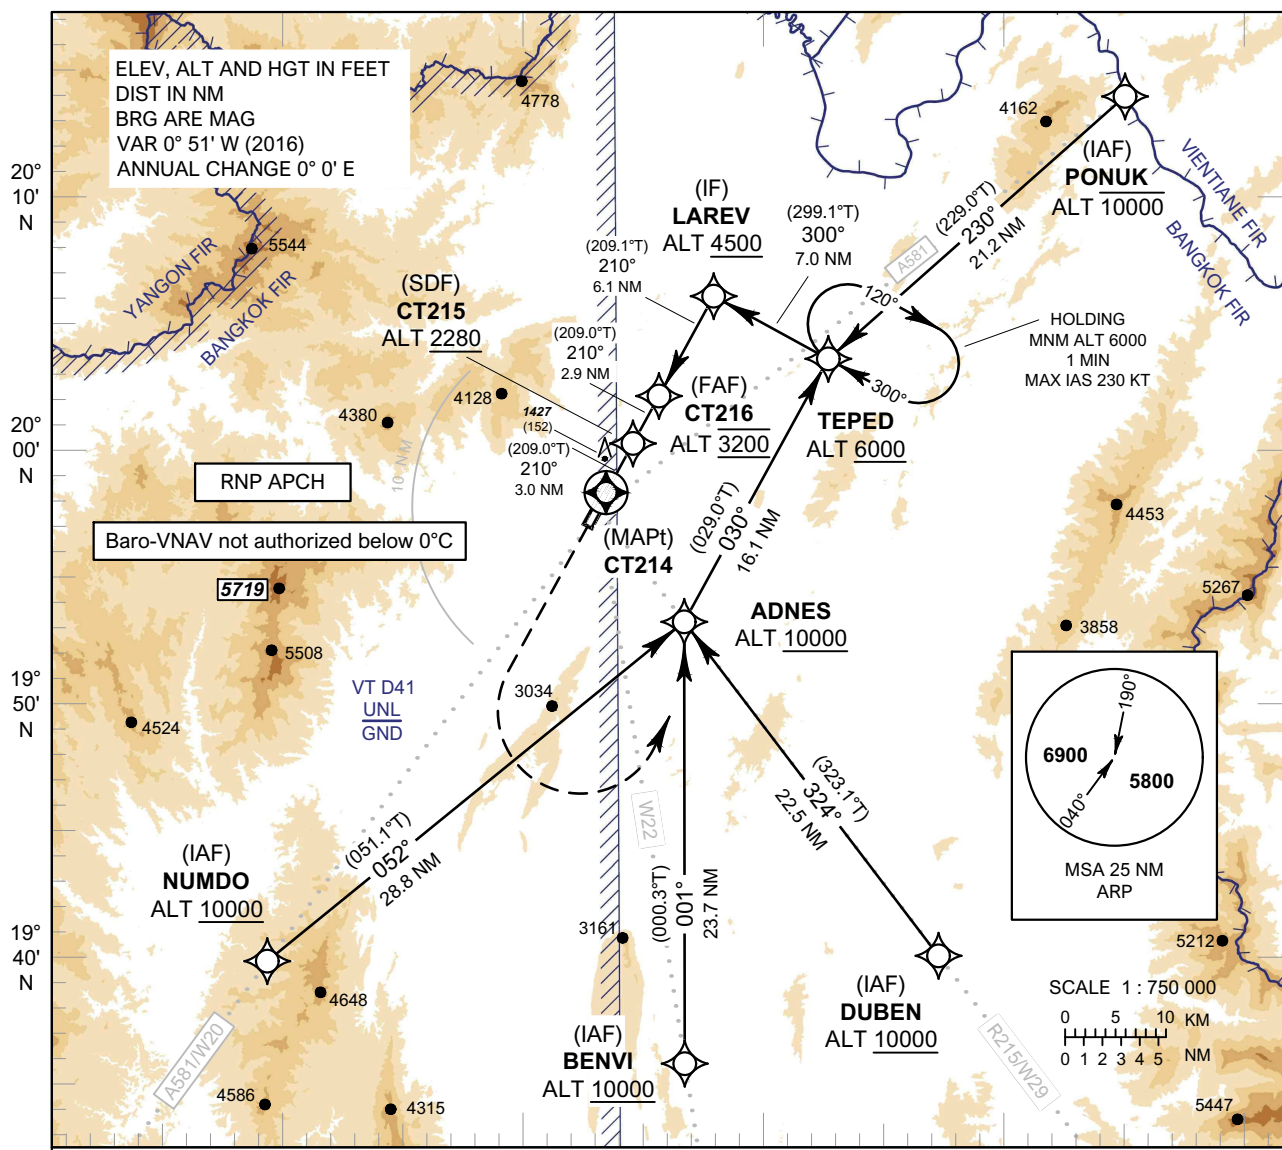 ELEV, ALT AND HGT IN FEET
DIST IN NM
BRG ARE MAG
VAR 0° 51' W (2016)
ANNUAL CHANGE 0° 0' E
4778
4162
(IAF)
PONUK
ALT 10000
VIENTIANE FIR
BANGKOK FIR
20°
10'
N
5544
YANGON FIR
BANGKOK FIR
(IF)
LAREV
ALT 4500
(209.1°T)
210°
6.1 NM
(299.1°T)
300°
7.0 NM
(229.0°T)
230°
21.2 NM
A581
(SDF)
CT215
ALT 2280
120°
300°
HOLDING
MNM ALT 6000
1 MIN
MAX IAS 230 KT
(209.0°T)
210°
2.9 NM
4128
4380
1427
(152)
(FAF)
CT216
ALT 3200
TEPED
ALT 6000
20°
00'
N
10 NM
(209.0°T)
210°
3.0 NM
RNP APCH
Baro-VNAV not authorized below 0°C
(MAPt)
CT214
(029.0°T)
030°
16.1 NM
4453
5719
5267
ADNES
ALT 10000
3858
5508
19°
50'
N
4524
VT D41
UNL
GND
3034
190°
6900
5800
040°
MSA 25 NM
ARP
W22
(323.1°T)
324°
22.5 NM
(051.1°T)
052°
28.8 NM
(000.3°T)
001°
23.7 NM
(IAF)
NUMDO
ALT 10000
3161
19°
40'
N
5212
4648
(IAF)
DUBEN
ALT 10000
SCALE 1 : 750 000
0 5 10 KM
0 1 2 3 4 5 NM
(IAF)
BENVI
ALT 10000
A581/W20
R215/W29
4586
4315
5447